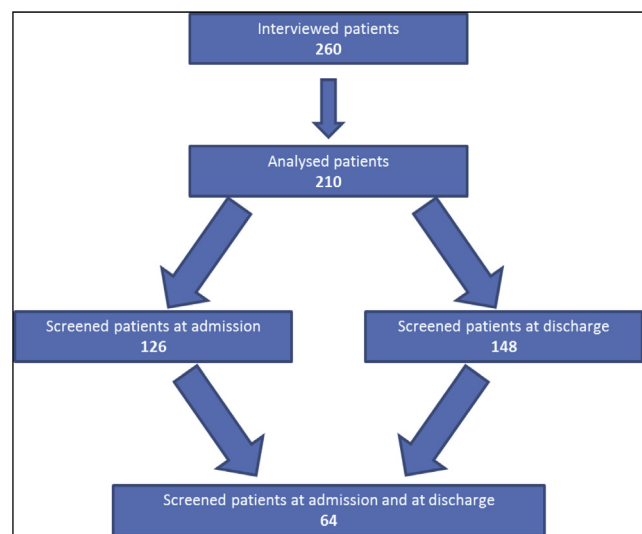 Interviewed patients
260
Analysed patients
210
Screened patients at admission
126
Screened patients at discharge
148
Screened patients at admission and at discharge
64